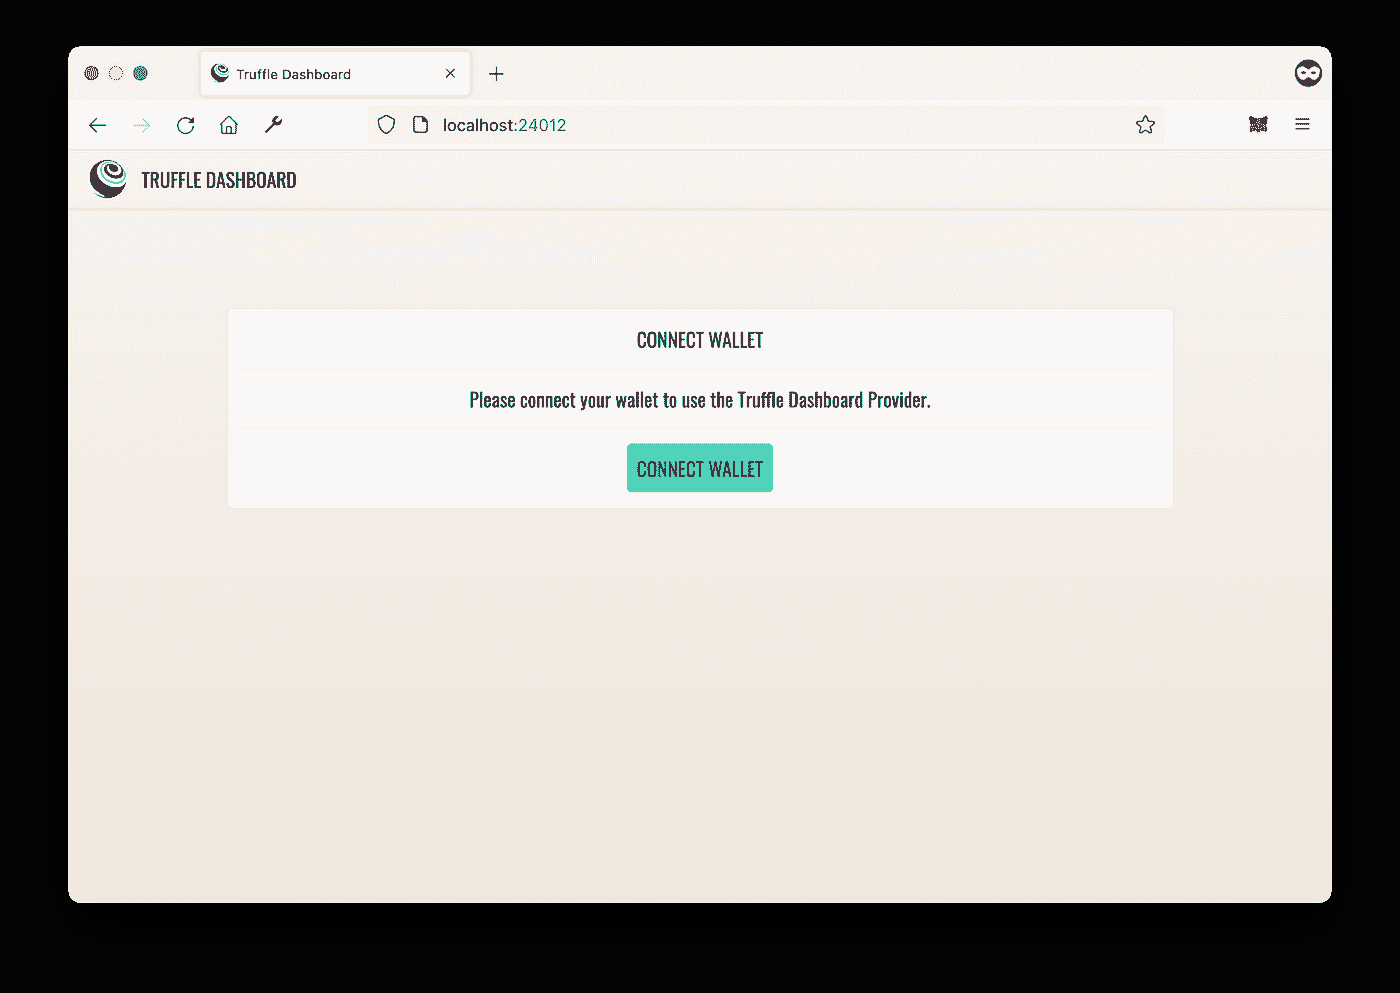 Truffle Dashboard
localhost:24012
TRUFFLE DASHBOARD
CONNECT WALLET
Please connect your wallet to use the Truffle Dashboard Provider.
CONNECT WALLET